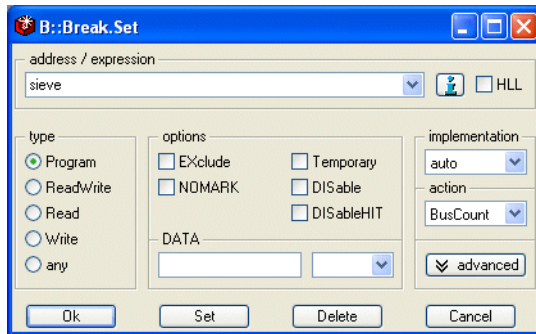 B::Break.Set
address / expression
sieve
HLL
type
options
implementation
Program
EXclude
Temporary
auto
ReadWrite
NOMARK
DISable
action
Read
DISableHIT
BusCount
Write
DATA
any
advanced
Ok
Set
Delete
Cancel